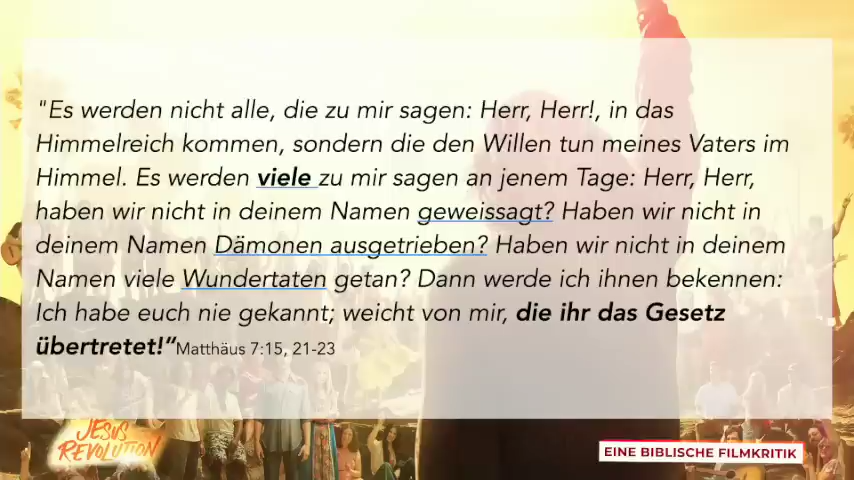 "Es werden nicht alle, die zu mir sagen: Herr, Herr!, in das
Himmelreich kommen, sondern die den Willen tun meines Vaters im
Himmel. Es werden viele zu mir sagen an jenem Tage: Herr, Herr,
haben wir nicht in deinem Namen geweissagt? Haben wir nicht in
deinem Namen Dämonen ausgetrieben? Haben wir nicht in deinem
Namen viele Wundertaten getan? Dann werde ich ihnen bekennen:
Ich habe euch nie gekannt; weicht von mir, die ihr das Gesetz
übertretet!“ Matthäus 7:15, 21-23
JESUS
REVOLUTION
EINE BIBLISCHE FILMKRITIK